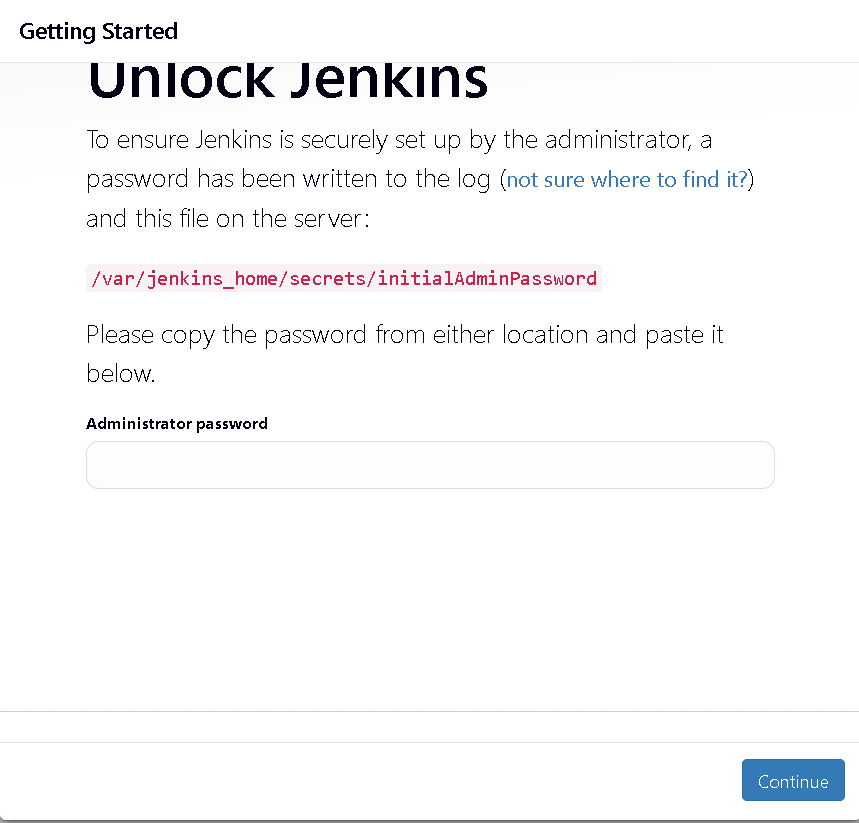 Getting Started
Unlock Jenkins
To ensure Jenkins is securely set up by the administrator, a
password has been written to the log (not sure where to find it?)
and this file on the server:
/var/jenkins_home/secrets/initialAdminPassword
Please copy the password from either location and paste it
below.
Administrator password
Continue